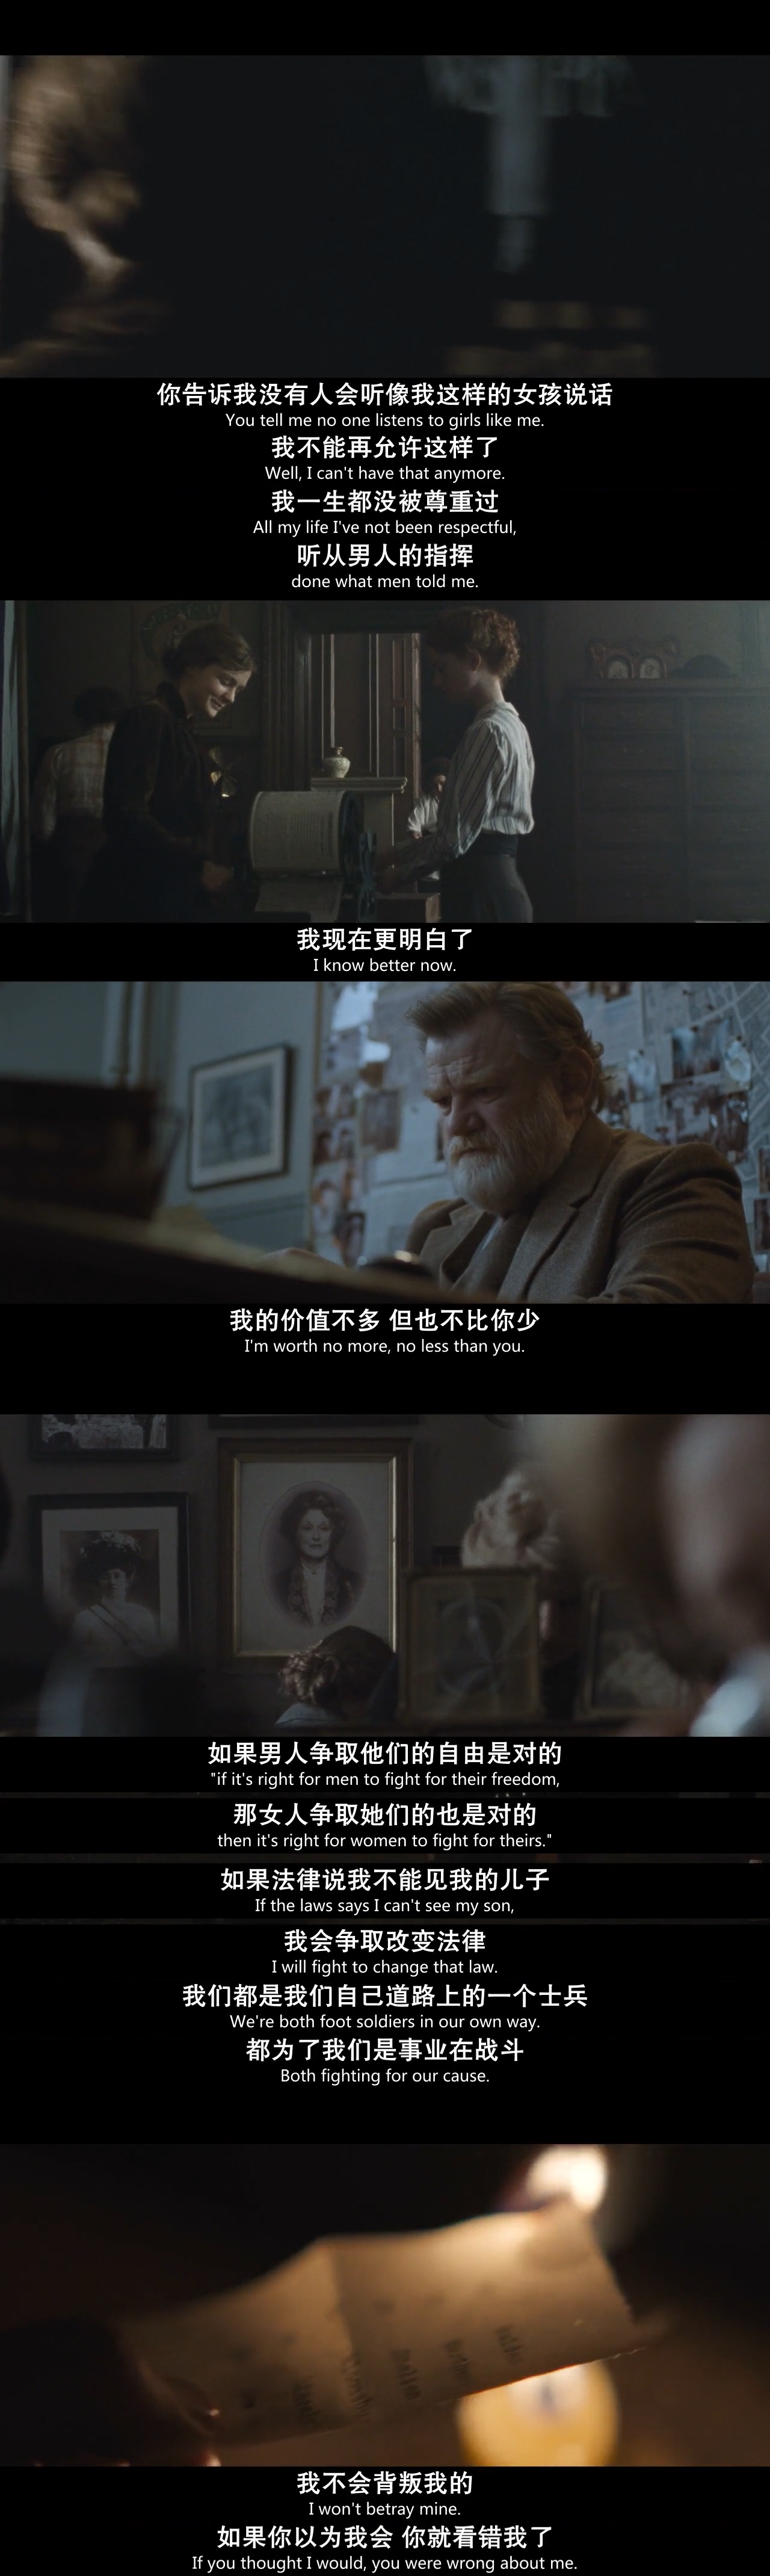 你告诉我没有人会听像我这样的女孩说话
You tell me no one listens to girls like me.
我不能再允许这样了
Well, I can't have that anymore.
我一生都没被尊重过
All my life I've not been respectful,
听从男人的指挥
done what men told me.
我现在更明白了
I know better now.
我的价值不多 但也不比你少
I'm worth no more, no less than you.
如果男人争取他们的自由是对的
"if it's right for men to fight for their freedom,
那女人争取她们的也是对的
then it's right for women to fight for theirs."
如果法律说我不能见我的儿子
If the laws says I can't see my son,
我会争取改变法律
I will fight to change that law.
我们都是我们自己道路上的一个士兵
We're both foot soldiers in our own way.
都为了我们是事业在战斗
Both fighting for our cause.
我不会背叛我的
I won't betray mine.
如果你以为我会 你就看错我了
If you thought I would, you were wrong about me.